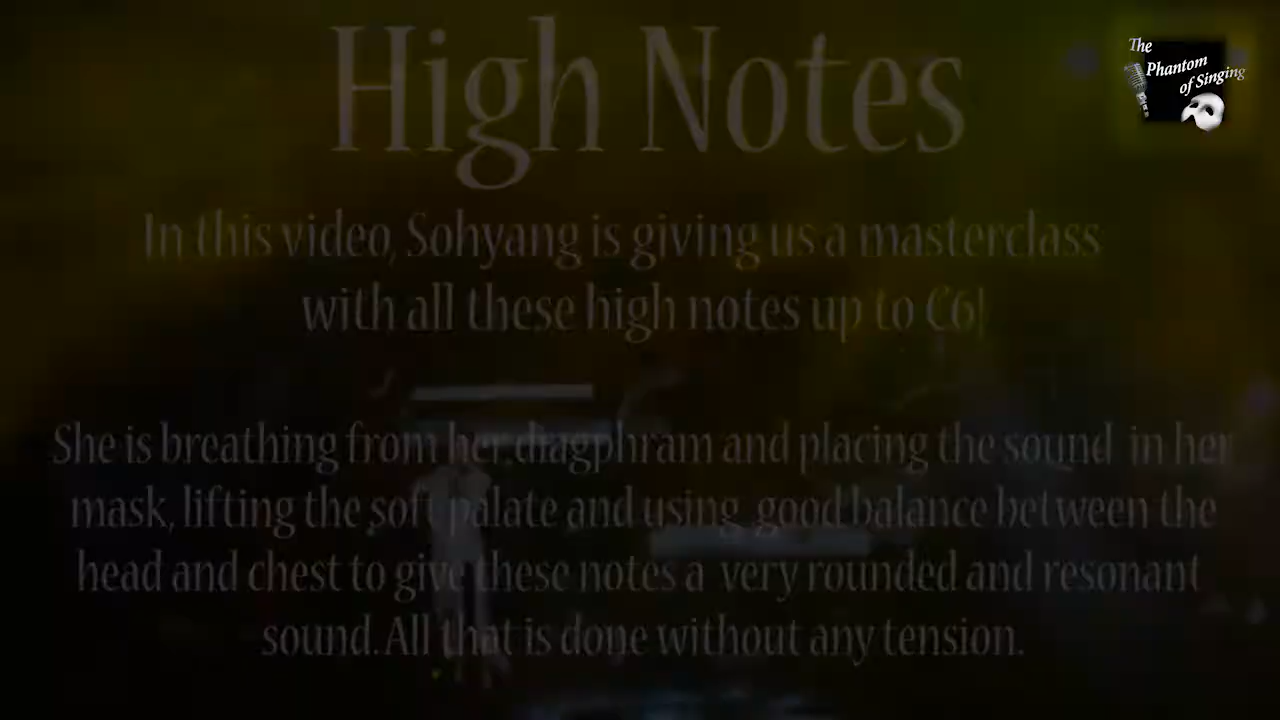 High Notes
The
Phantom
of Singing
In this video, Sohyang is giving us a masterclass
with all these high notes up to C6!
She is breathing from her diagphram and placing the sound in her
mask, lifting the soft palate and using good balance between the
head and chest to give these notes a very rounded and resonant
sound. All that is done without any tension.